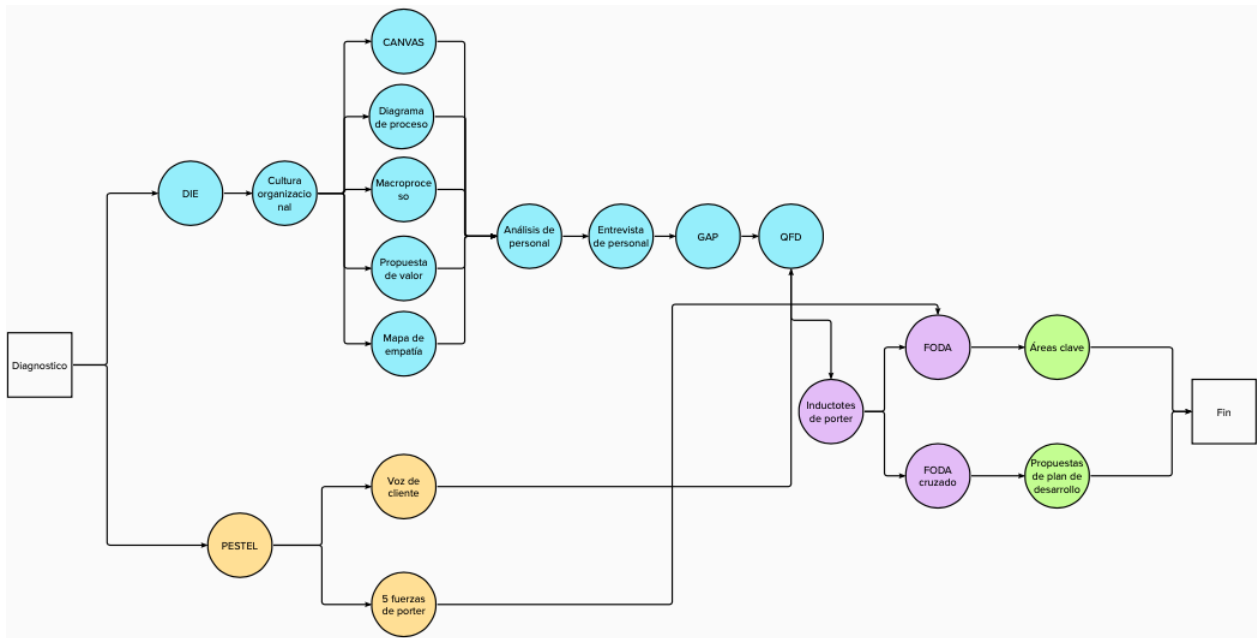 CANVAS
Diagrama
de proceso
DIE
Cultura
organizacio
nal
Macroproce
so
Propuesta
de valor
Mapa de
empatía
Análisis de
personal
Entrevista
de personal
GAP
QFD
Diagnostico
FODA
Áreas clave
Inductotes
de porter
Fin
FODA
cruzado
Propuestas
de plan de
desarrollo
Voz de
cliente
PESTEL
5 fuerzas
de porter